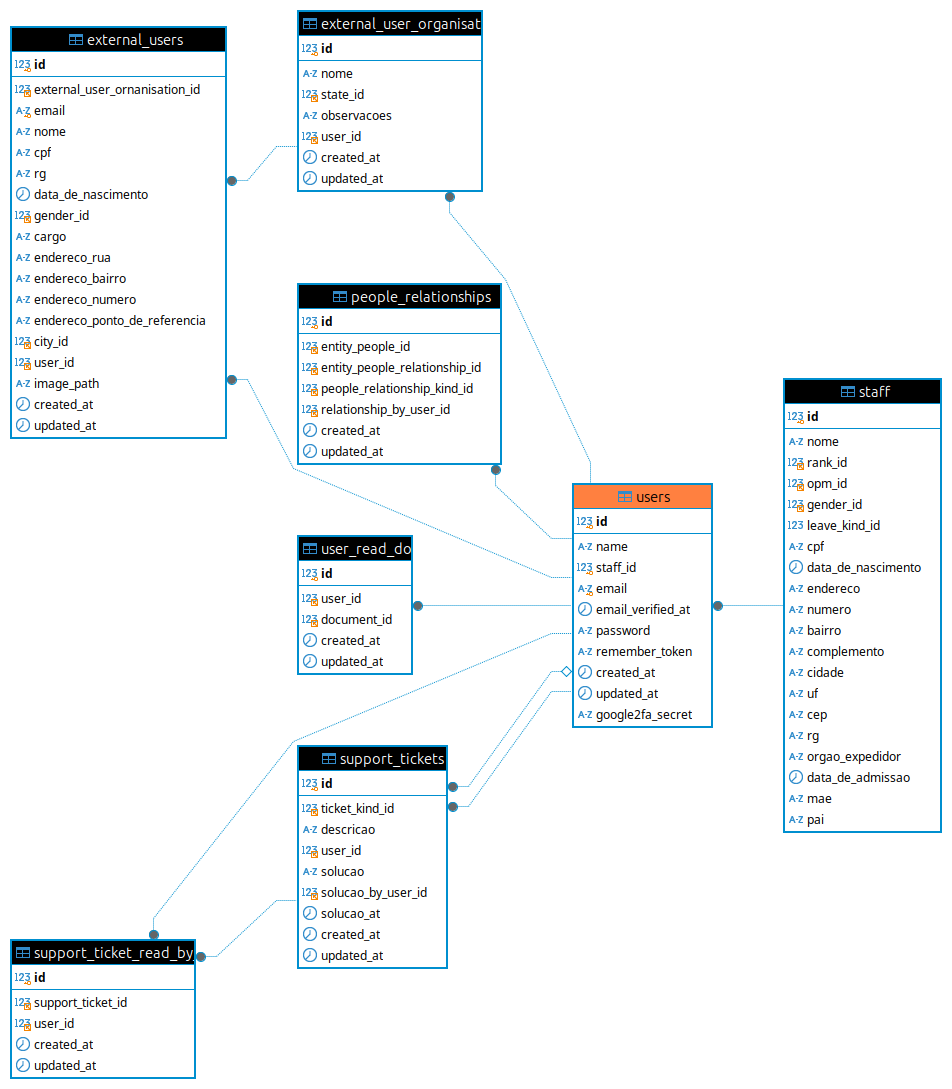 external_users
123 id
123 external_user_ornanisation_id
A-Z email
A-Z nome
A-Z cpf
A-Z rg
data_de_nascimento
123 gender_id
A-Z cargo
A-Z endereco_rua
A-Z endereco_bairro
A-Z endereco_numero
A-Z endereco_ponto_de_referencia
123 city_id
123 user_id
A-Z image_path
created_at
updated_at
external_user_organisat
123 id
A-Z nome
123 state_id
A-Z observacoes
123 user_id
created_at
updated_at
people_relationships
123 id
123 entity_people_id
123 entity_people_relationship_id
123 people_relationship_kind_id
123 relationship_by_user_id
created_at
updated_at
user_read_do
123 id
123 user_id
123 document_id
created_at
updated_at
users
123 id
A-Z name
123 staff_id
A-Z email
email_verified_at
A-Z password
A-Z remember_token
created_at
updated_at
A-Z google2fa_secret
staff
123 id
A-Z nome
123 rank_id
123 opm_id
123 gender_id
123 leave_kind_id
A-Z cpf
data_de_nascimento
A-Z endereco
A-Z numero
A-Z bairro
A-Z complemento
A-Z cidade
A-Z uf
A-Z cep
A-Z rg
A-Z orgao_expedidor
data_de_admissao
A-Z mae
A-Z pai
support_tickets
123 id
123 ticket_kind_id
A-Z descricao
123 user_id
A-Z solucao
123 solucao_by_user_id
solucao_at
created_at
updated_at
support_ticket_read_by_
123 id
123 support_ticket_id
123 user_id
created_at
updated_at